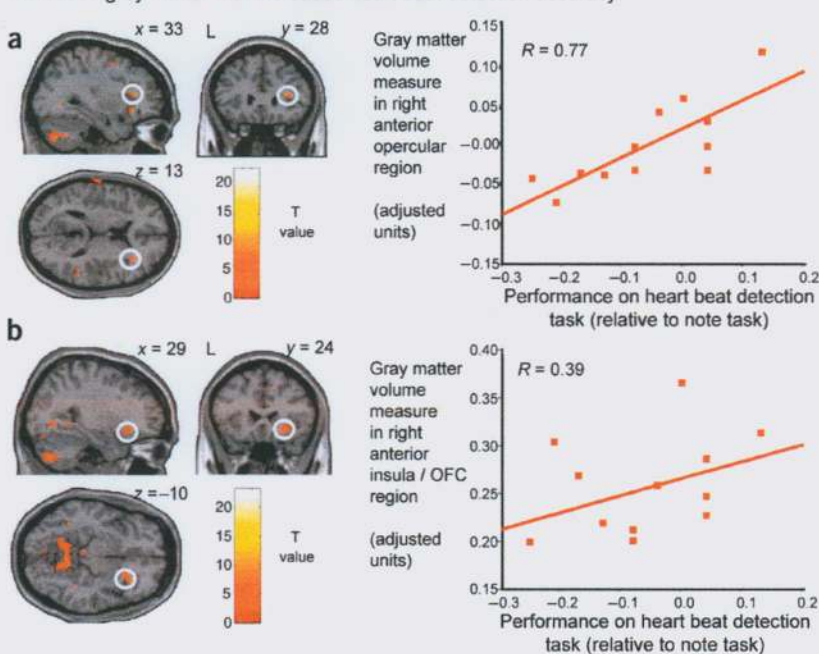 a
x = 33
L
y = 28
z = 13
20
15
10
5
0
T
value
Gray matter
volume
measure
in right
anterior
opercular
region
(adjusted
units)
R = 0.77
0.15
0.10
0.05
−0.00
−0.05
−0.10
−0.15
−0.3 −0.2 −0.1 0.0 0.1 0.2
Performance on heart beat detection
task (relative to note task)
b
x = 29
L
y = 24
z = −10
20
15
10
5
0
T
value
Gray matter
volume
measure
in right
anterior
insula / OFC
region
(adjusted
units)
R = 0.39
0.40
0.35
0.30
0.25
0.20
0.15
−0.3 −0.2 −0.1 0.0 0.1 0.2
Performance on heart beat detection
task (relative to note task)